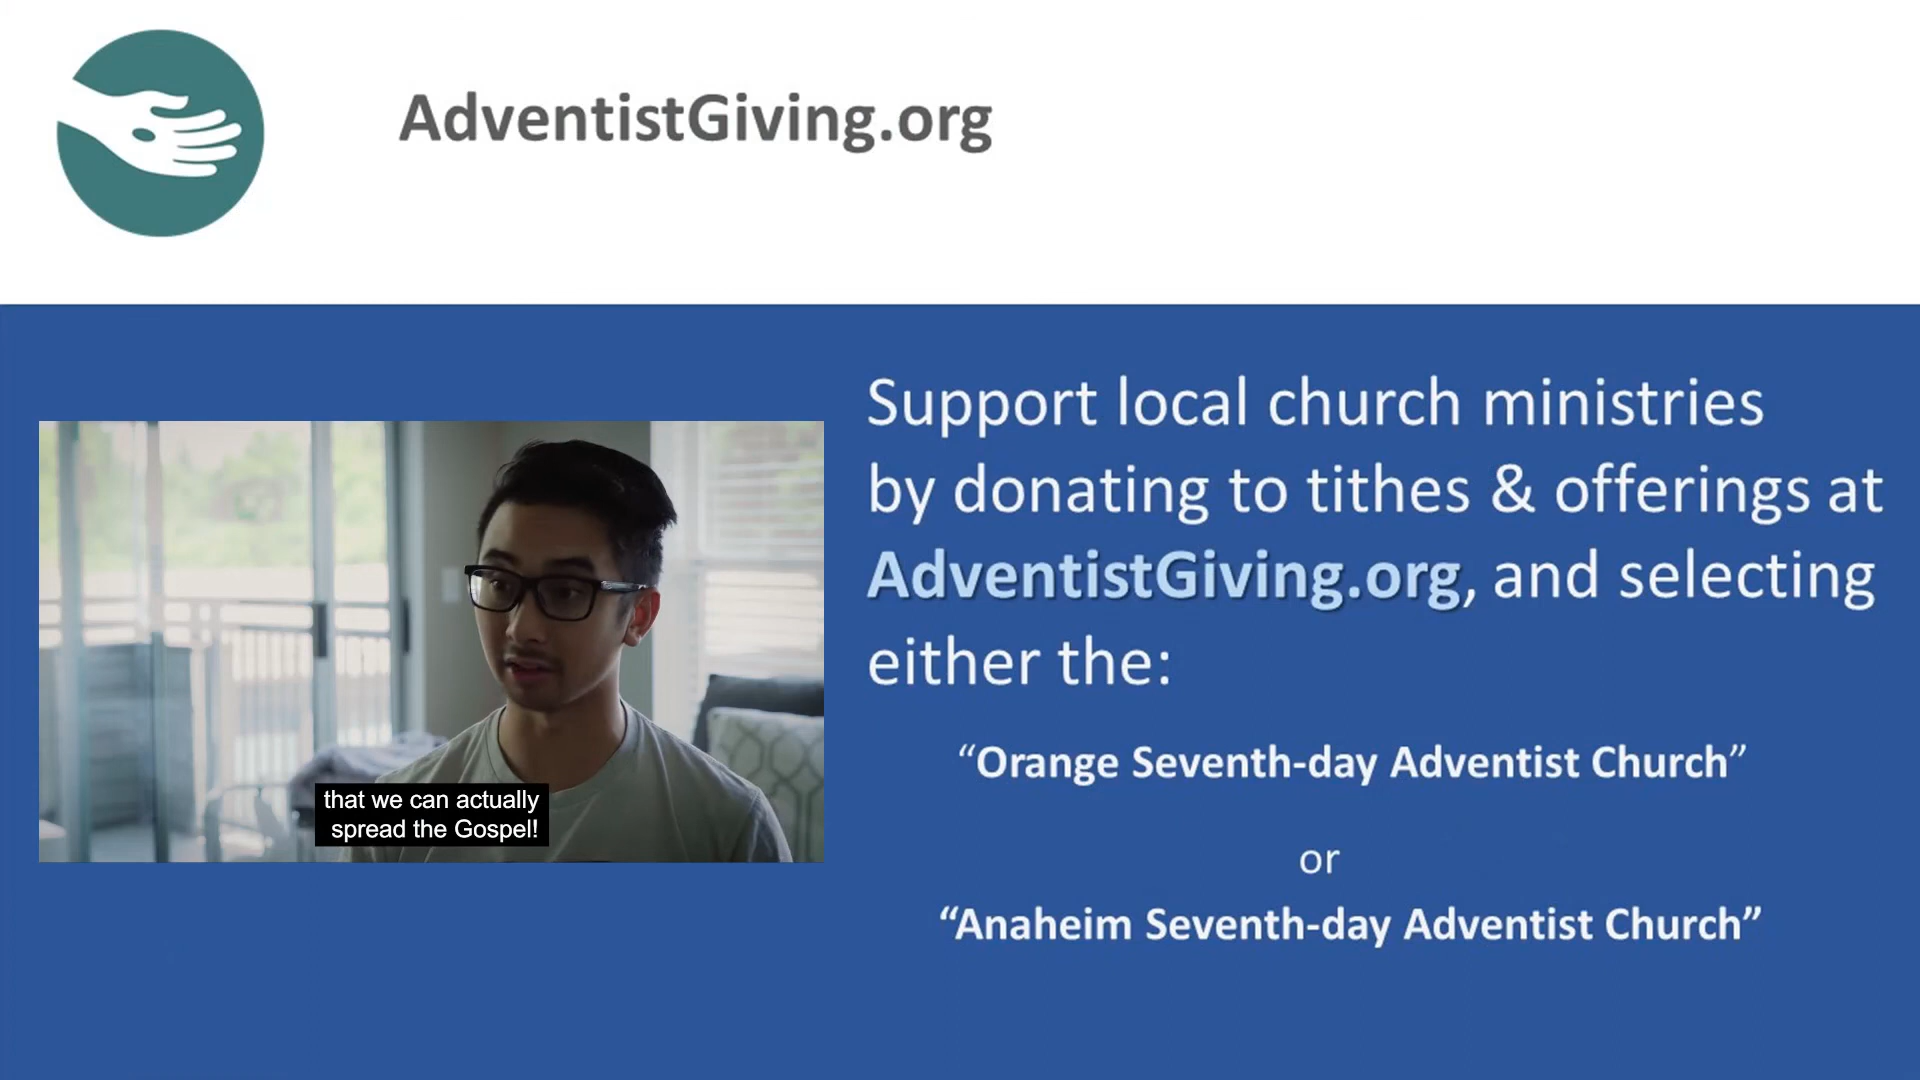 AdventistGiving.org
Support local church ministries
by donating to tithes & offerings at
AdventistGiving.org, and selecting
either the:
“Orange Seventh-day Adventist Church”
or
“Anaheim Seventh-day Adventist Church”
that we can actually
spread the Gospel!